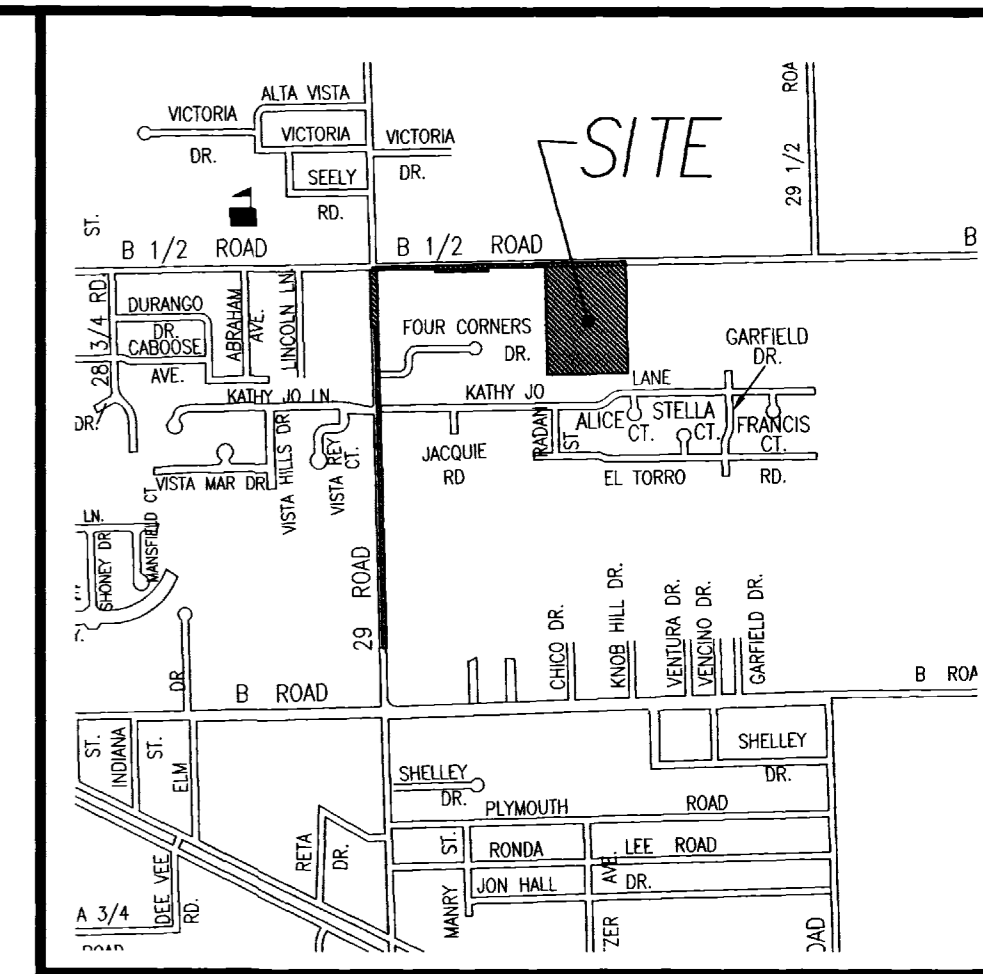 ALTA VISTA
VICTORIA
DR.
VICTORIA
VICTORIA
DR.
SEELY
RD.
SITE
ROA
29 1/2
ST.
B 1/2 ROAD
B 1/2 ROAD
B
28 3/4 RD.
DURANGO
DR.
CABOOSE
AVE.
ABRAHAM
AVE.
LINCOLN LN.
FOUR CORNERS
DR.
GARFIELD
DR.
DR.
KATHY JO LN.
KATHY JO
LANE
RADAN
ST.
ALICE
CT.
STELLA
CT.
FRANCIS
CT.
JACQUIE
RD
EL TORRO
RD.
VISTA MAR DR.
VISTA HILLS DR
VISTA REY
CT.
LN.
SHONEY DR
MANSFIELD CT
29 ROAD
CHICO DR.
KNOB HILL DR.
VENTURA DR.
VENCINO DR.
GARFIELD DR.
DR
B ROAD
B ROA
ST.
INDIANA
ST.
ELM
SHELLEY
DR.
SHELLEY
DR.
PLYMOUTH ROAD
RETA
DR.
ST.
MANRY
RONDA
AVE.
LEE ROAD
JON HALL
DR.
DEE VEE
RD.
A 3/4
ROAD
ZER
OAD